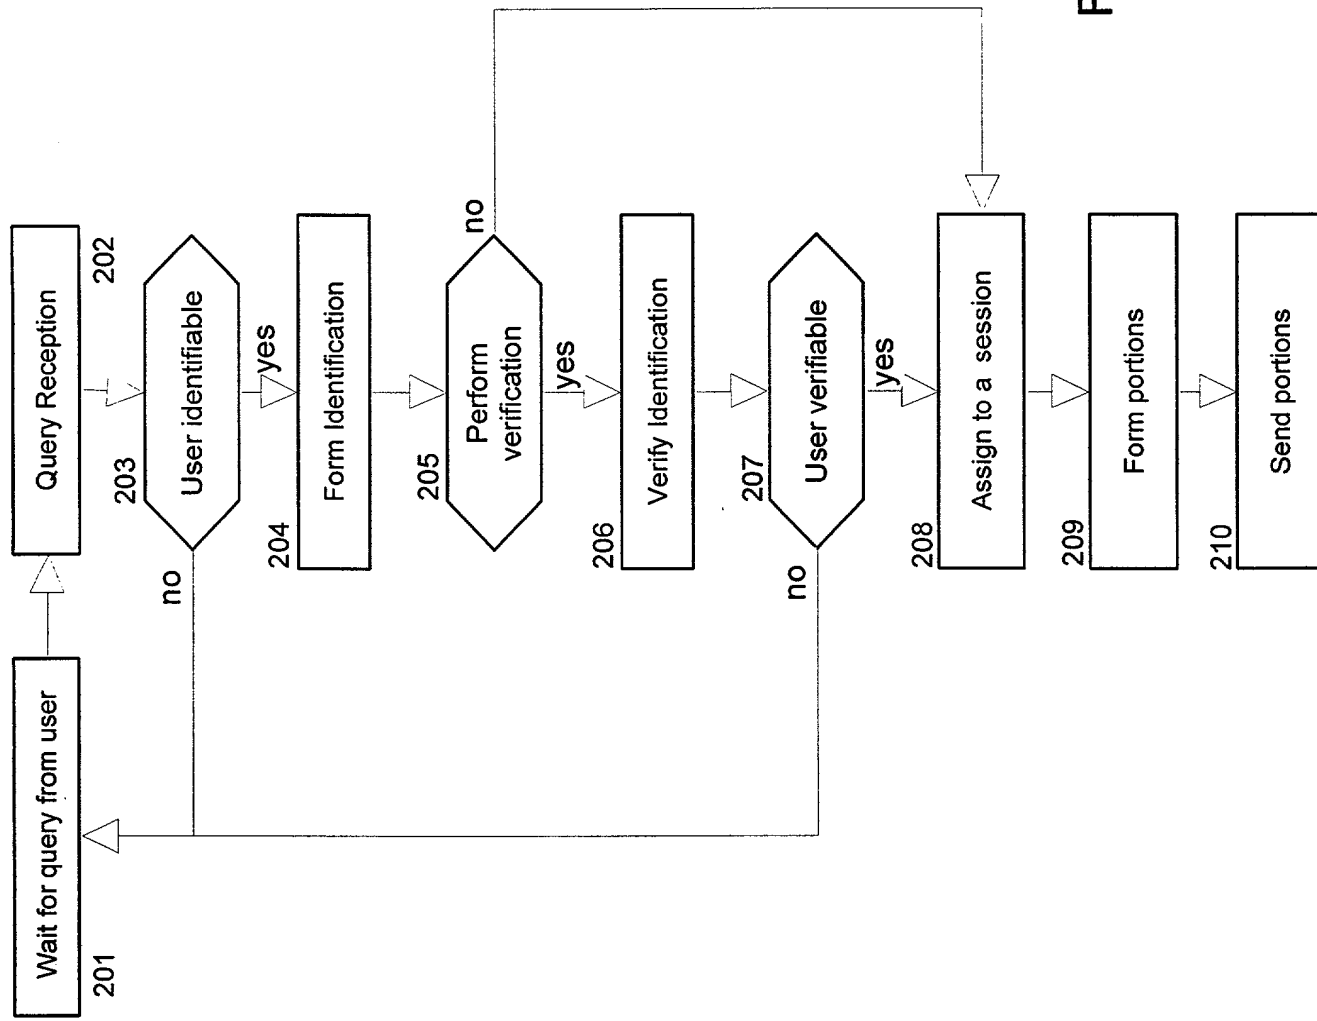 Wait for query from user
201
Query Reception
202
203
User identifiable
no
yes
204
Form Identification
205
Perform
verification
no
yes
206
Verify Identification
207
User verifiable
no
yes
208
Assign to a session
209
Form portions
210
Send portions